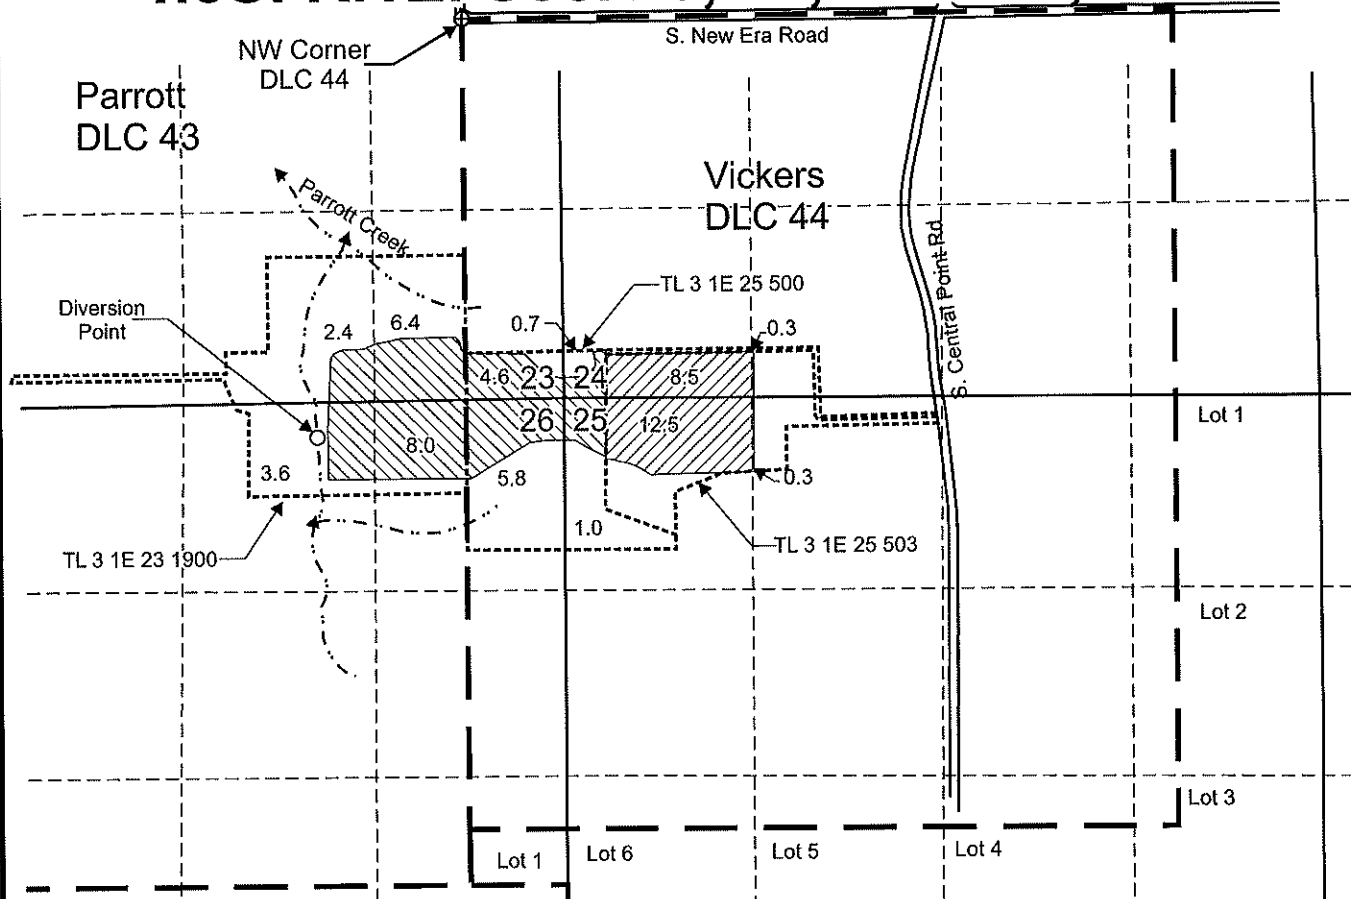 S. New Era Road
NW Corner
DLC 44
Parrott
DLC 43
Vickers
DLC 44
Parrott Creek
S. Central Point Rd
TL 3 1E 25 500
Diversion
Point
0.7
0.3
2.4
6.4
4.6
23
24
8.5
26
25
12.5
Lot 1
8.0
3.6
5.8
0.3
1.0
TL 3 1E 23 1900
TL 3 1E 25 503
Lot 2
Lot 3
Lot 1
Lot 6
Lot 5
Lot 4